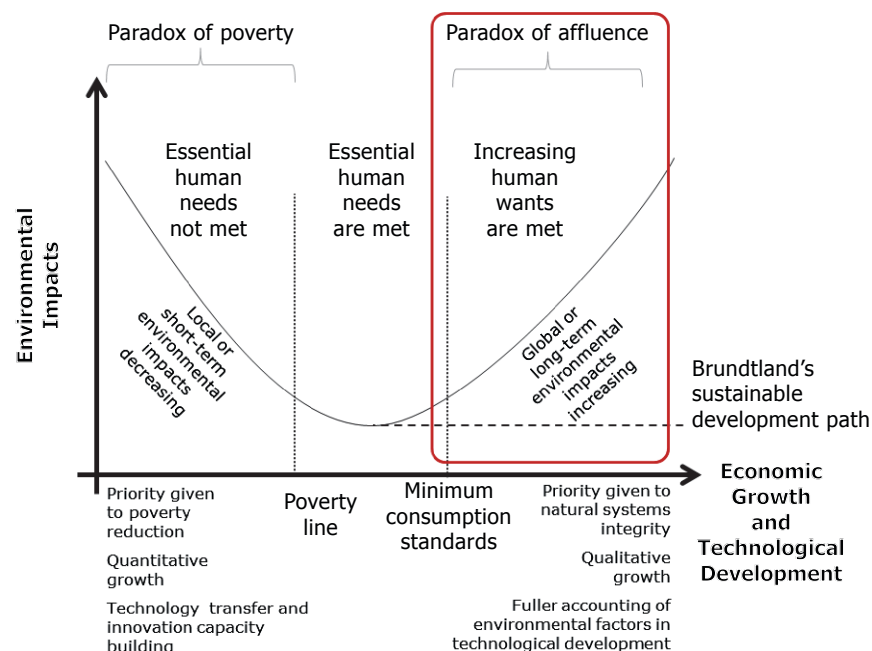 Paradox of poverty
Paradox of affluence
Essential
human
needs
not met
Essential
human
needs
are met
Increasing
human
wants
are met
Environmental
Impacts
Local or
short-term
environmental
impacts
decreasing
Global or
long-term
environmental
impacts
increasing
Brundtland’s
sustainable
development path
Economic
Growth
and
Technological
Development
Poverty
line
Minimum
consumption
standards
Priority given
to poverty
reduction
Quantitative
growth
Technology transfer and
innovation capacity
building
Priority given to
natural systems
integrity
Qualitative
growth
Fuller accounting of
environmental factors in
technological development